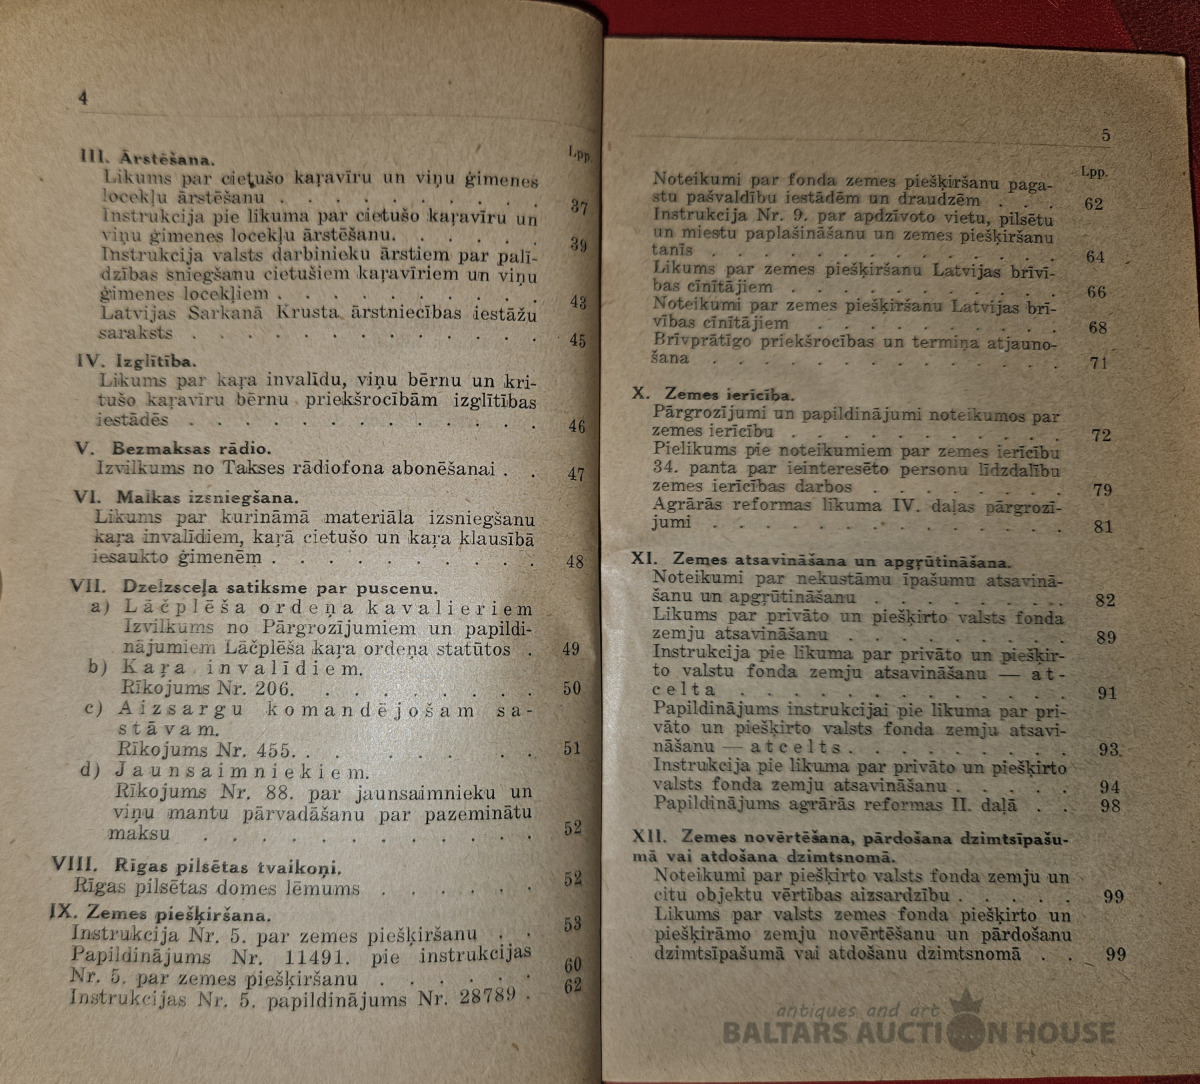 4
Lpp.
III. Ārstēšana.
Likums par cietušo kaŗavīru un viņu ģimenes
locekļu ārstēšanu . . . . . . . . . . 37
Instrukcija pie likuma par cietušo kaŗavīru un
viņu ģimenes locekļu ārstēšanu. . . . . . 39
Instrukcija valsts darbinieku ārstiem par palī-
dzības sniegšanu cietušiem kaŗavīriem un viņu
ģimenes locekļiem . . . . . . . . . . 43
Latvijas Sarkanā Krusta ārstniecības iestāžu
saraksts . . . . . . . . . . . . . 45
IV. Izglītība.
Likums par kaŗa invalīdu, viņu bērnu un kri-
tušo kaŗavīru bērnu priekšrocībām izglītības
iestādēs . . . . . . . . . . . . . 46
V. Bezmaksas rādio.
Izvilkums no Takses rādiofona abonēšanai . . 47
VI. Malkas izsniegšana.
Likums par kurināmā materiāla izsniegšanu
kaŗa invalīdiem, kaŗā cietušo un kaŗa klausībā
iesaukto ģimenēm . . . . . . . . . . 48
VII. Dzelzsceļa satiksme par puscenu.
a) Lāčplēša ordeņa kavalieriem
Izvilkums no Pārgrozījumiem un papildi-
nājumiem Lāčplēša kaŗa ordeņa statūtos . 49
b) Kaŗa invalīdiem.
Rīkojums Nr. 206. . . . . . . . . 50
c) Aizsargu komandējošam sa-
stāvam.
Rīkojums Nr. 455. . . . . . . . . 51
d) Jaunsaimniekiem.
Rīkojums Nr. 88. par jaunsaimnieku un
viņu mantu pārvadāšanu par pazeminātu
maksu . . . . . . . . . . . . 52
VIII. Rīgas pilsētas tvaikoņi.
Rīgas pilsētas domes lēmums . . . . . . 52
IX. Zemes piešķiršana.
Instrukcija Nr. 5. par zemes piešķiršanu . . 53
Papildinājums Nr. 11491. pie instrukcijas
Nr. 5. par zemes piešķiršanu . . . . . . 60
Instrukcijas Nr. 5. papildinājums Nr. 28789 . 62
5
Lpp.
Noteikumi par fonda zemes piešķiršanu paga-
stu pašvaldību iestādēm un draudzēm . . . 62
Instrukcija Nr. 9. par apdzīvoto vietu, pilsētu
un miestu paplašināšanu un zemes piešķiršanu
tanīs . . . . . . . . . . . . . . 64
Likums par zemes piešķiršanu Latvijas brīvī-
bas cīnītājiem . . . . . . . . . . . 66
Noteikumi par zemes piešķiršanu Latvijas brī-
vības cīnītājiem . . . . . . . . . . 68
Brīvprātīgo priekšrocības un termiņa atjauno-
šana . . . . . . . . . . . . . . 71
X. Zemes ierīcība.
Pārgrozījumi un papildinājumi noteikumos par
zemes ierīcību . . . . . . . . . . . 72
Pielikums pie noteikumiem par zemes ierīcību
34. panta par ieinteresēto personu līdzdalību
zemes ierīcības darbos . . . . . . . . 79
Agrārās reformas likuma IV. daļas pārgrozī-
jumi . . . . . . . . . . . . . . 81
XI. Zemes atsavināšana un apgŗūtināšana.
Noteikumi par nekustāmu īpašumu atsavinā-
šanu un apgŗūtināšanu . . . . . . . . 82
Likums par privāto un piešķirto valsts fonda
zemju atsavināšanu . . . . . . . . . 89
Instrukcija pie likuma par privāto un piešķir-
to valstu fonda zemju atsavināšanu — at-
celta . . . . . . . . . . . . . . 91
Papildinājums instrukcijai pie likuma par pri-
vāto un piešķirto valsts fonda zemju atsavi-
nāšanu — atcelts . . . . . . . . . . 93
Instrukcija pie likuma par privāto un piešķirto
valsts fonda zemju atsavināšanu . . . . . 94
Papildinājums agrārās reformas II. daļā . . 98
XII. Zemes novērtēšana, pārdošana dzimtsīpašu-
mā vai atdošana dzimtsnomā.
Noteikumi par piešķirto valsts fonda zemju un
citu objektu vērtības aizsardzību . . . . . 99
Likums par valsts zemes fonda piešķirto un
piešķirāmo zemju novērtēšanu un pārdošanu
dzimtsīpašumā vai atdošanu dzimtsnomā . . 99
antiques and art
BALTARS AUCTION HOUSE